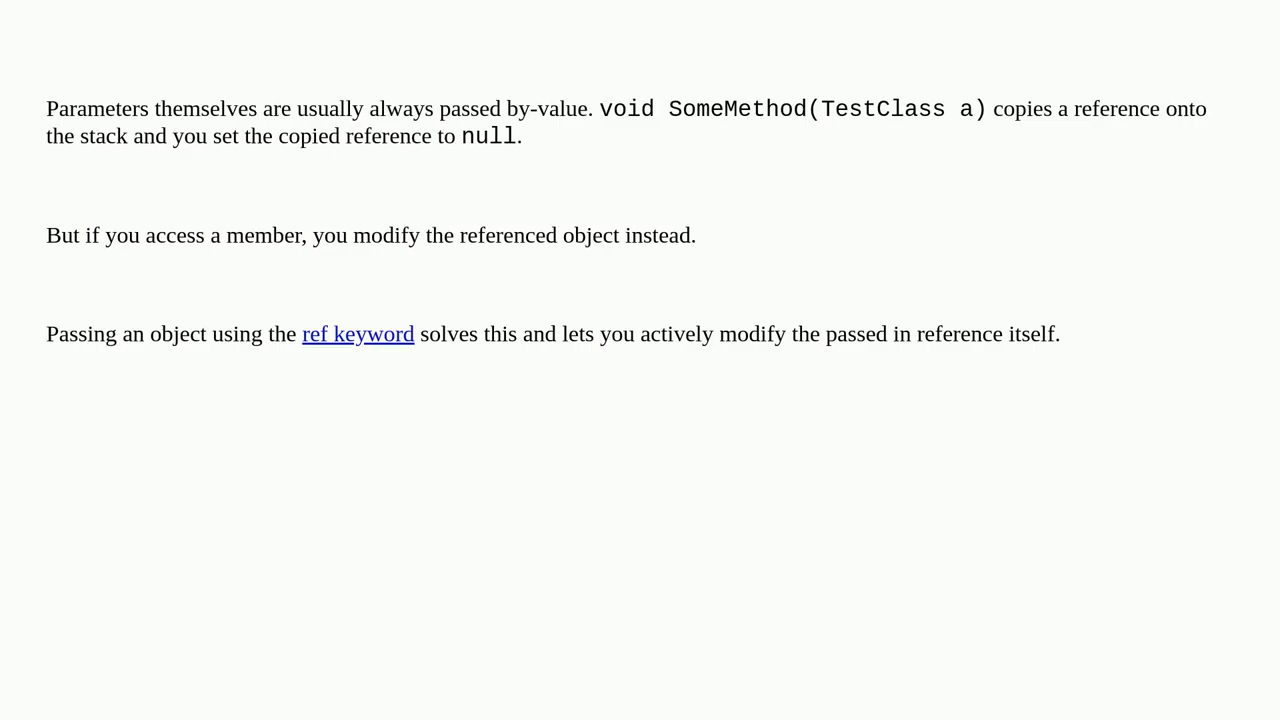 Parameters themselves are usually always passed by-value. void SomeMethod(TestClass a) copies a reference onto
the stack and you set the copied reference to null.
But if you access a member, you modify the referenced object instead.
Passing an object using the ref keyword solves this and lets you actively modify the passed in reference itself.